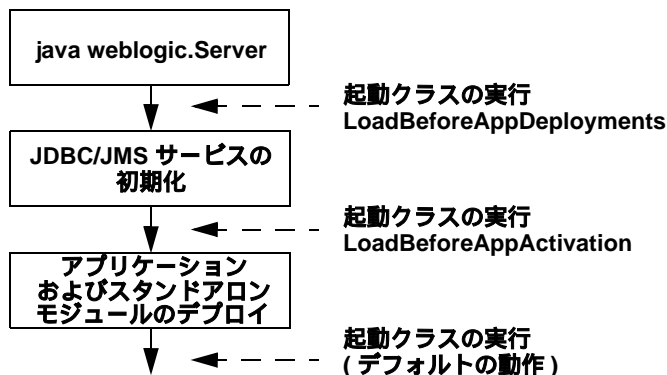 java weblogic.Server
起動クラスの実行
LoadBeforeAppDeployments
JDBC/JMS サービスの
初期化
起動クラスの実行
LoadBeforeAppActivation
アプリケーション
およびスタンドアロン
モジュールのデプロイ
起動クラスの実行
( デフォルトの動作 )